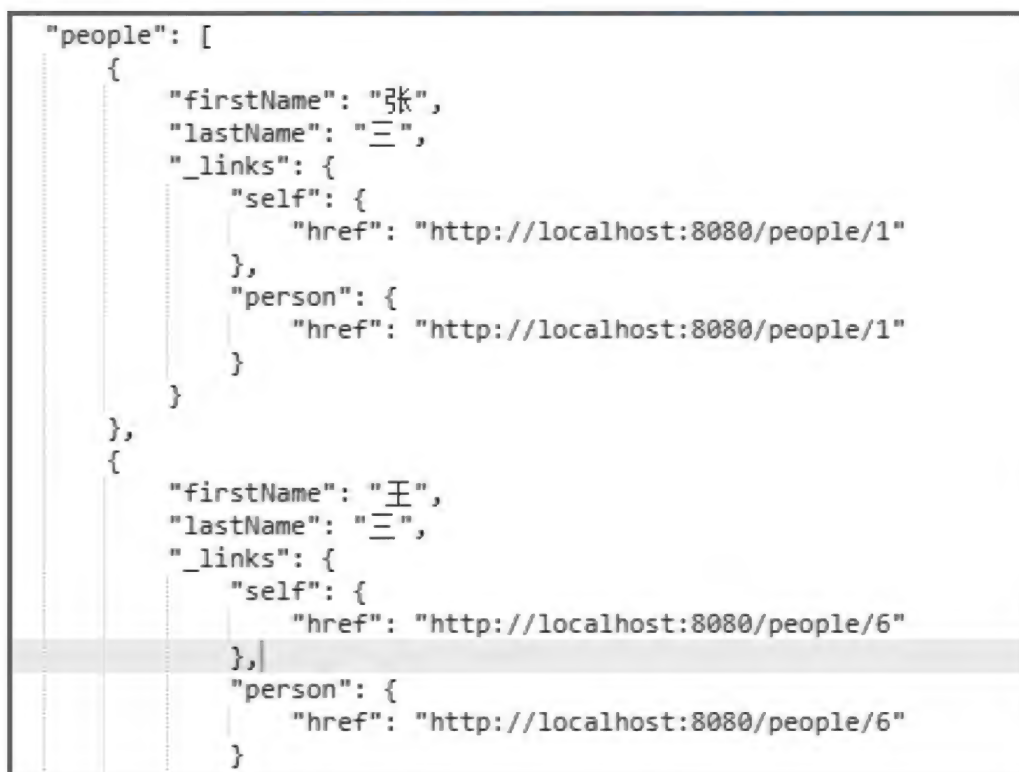 "people": [
{
"firstName": "张",
"lastName": "三",
"_links": {
"self": {
"href": "http://localhost:8080/people/1"
},
"person": {
"href": "http://localhost:8080/people/1"
}
}
},
{
"firstName": "王",
"lastName": "三",
"_links": {
"self": {
"href": "http://localhost:8080/people/6"
},
"person": {
"href": "http://localhost:8080/people/6"
}